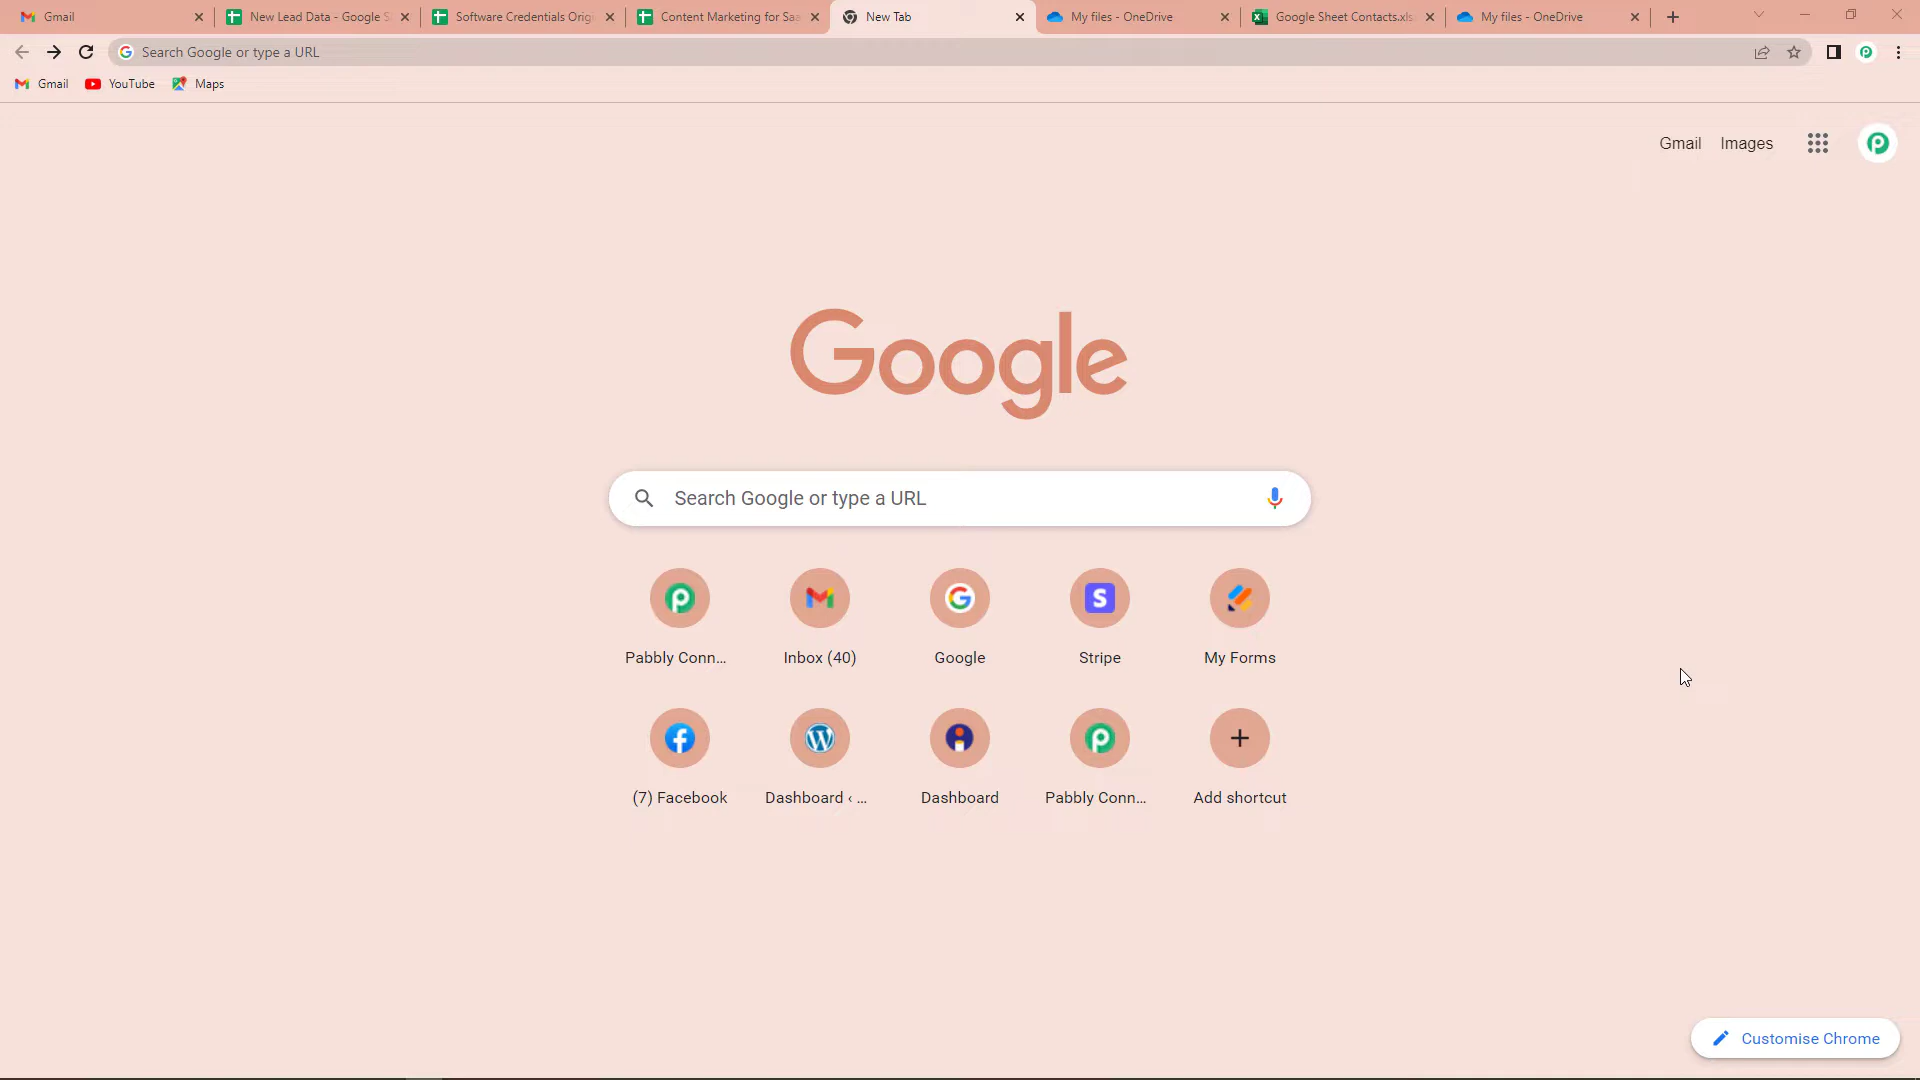 Gmail
New Lead Data - Google S
Software Credentials Origi
Content Marketing for Saa
New Tab
My files - OneDrive
Google Sheet Contacts.xls
My files - OneDrive
Search Google or type a URL
Gmail
YouTube
Maps
Gmail
Images
Google
Search Google or type a URL
Pabbly Conn...
Inbox (40)
Google
Stripe
My Forms
(7) Facebook
Dashboard ‹ ...
Dashboard
Pabbly Conn...
Add shortcut
Customise Chrome